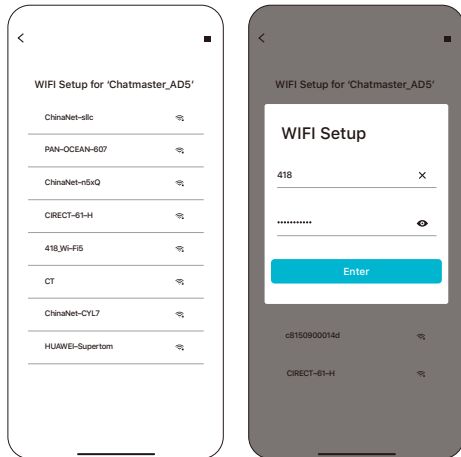 WIFI Setup for ‘Chatmaster_AD5’
ChinaNet-sllc
PAN-OCEAN-607
ChinaNet-n5xQ
CIRECT-61-H
418_Wi-Fi5
CT
ChinaNet-CYL7
HUAWEI-Supertom
WIFI Setup for ‘Chatmaster_AD5’
WIFI Setup
418
Enter
c8150900014d
CIRECT-61-H